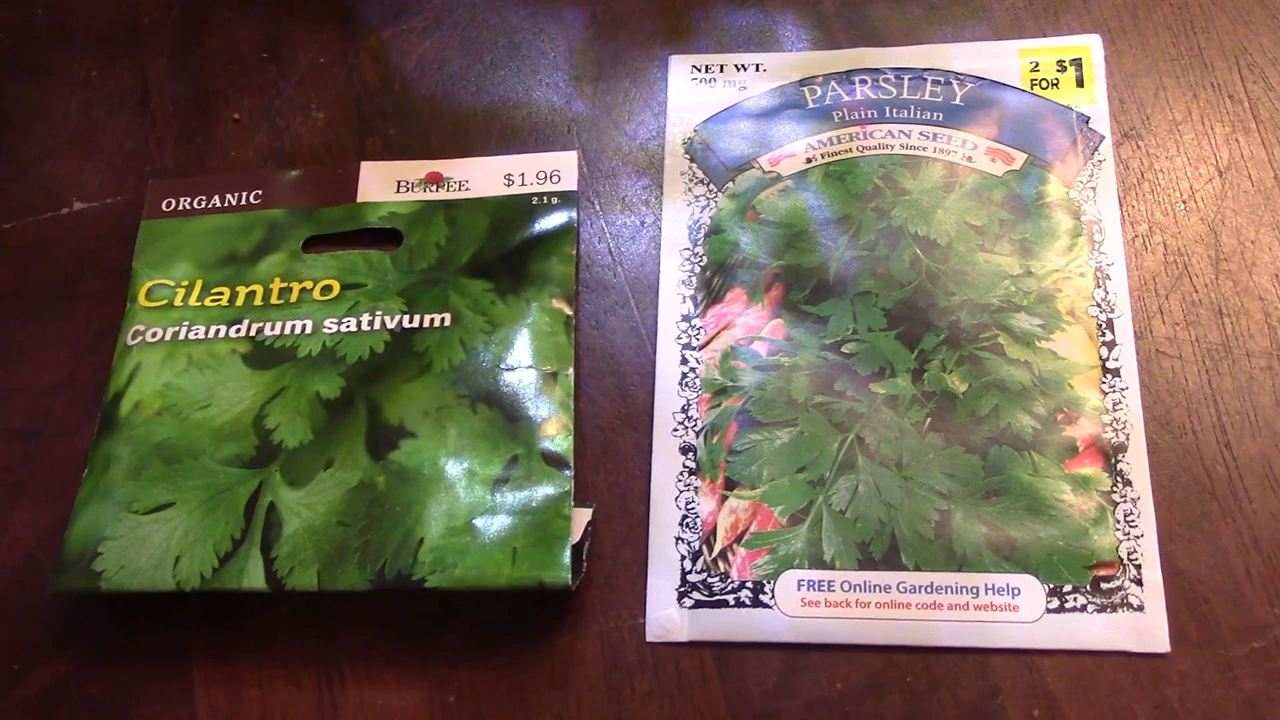 ORGANIC
BURPEE
$1.96
2.1 g.
Cilantro
Coriandrum sativum
NET WT.
500 mg
2 FOR $1
PARSLEY
Plain Italian
AMERICAN SEED
Finest Quality Since 1897
FREE Online Gardening Help
See back for online code and website